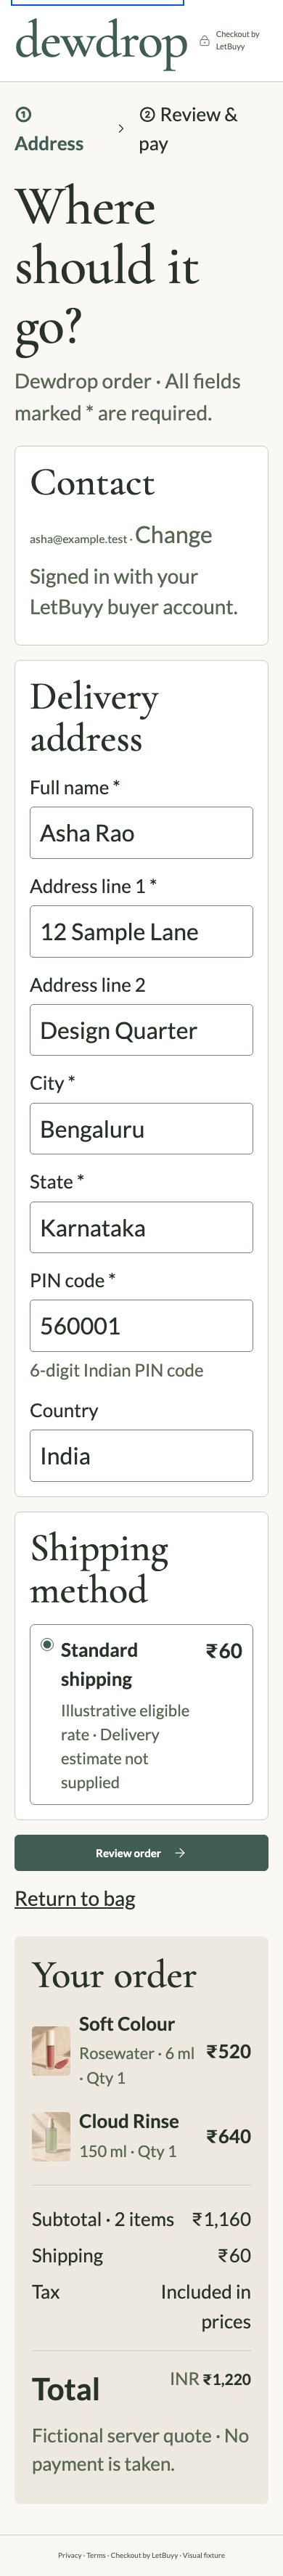 dewdrop
Checkout by
LetBuyy
① Address
② Review &
pay
Where
should it
go?
Dewdrop order · All fields
marked * are required.
Contact
asha@example.test · Change
Signed in with your
LetBuyy buyer account.
Delivery
address
Full name *
Asha Rao
Address line 1 *
12 Sample Lane
Address line 2
Design Quarter
City *
Bengaluru
State *
Karnataka
PIN code *
560001
6-digit Indian PIN code
Country
India
Shipping
method
Standard ₹60
shipping
Illustrative eligible
rate · Delivery
estimate not
supplied
Review order →
Return to bag
Your order
Soft Colour
Rosewater · 6 ml ₹520
· Qty 1
Cloud Rinse
150 ml · Qty 1 ₹640
Subtotal · 2 items ₹1,160
Shipping ₹60
Tax Included in
prices
Total INR ₹1,220
Fictional server quote · No
payment is taken.
Privacy · Terms · Checkout by LetBuyy · Visual fixture